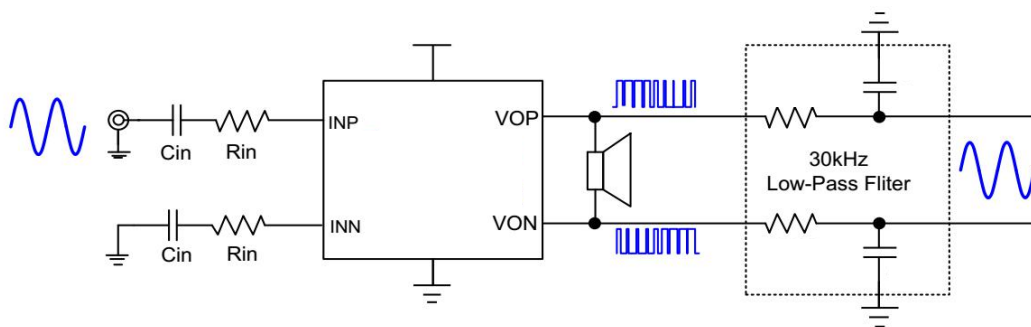 Cin
Rin
INP
VOP
30kHz
Low-Pass Fliter
Cin
Rin
INN
VON